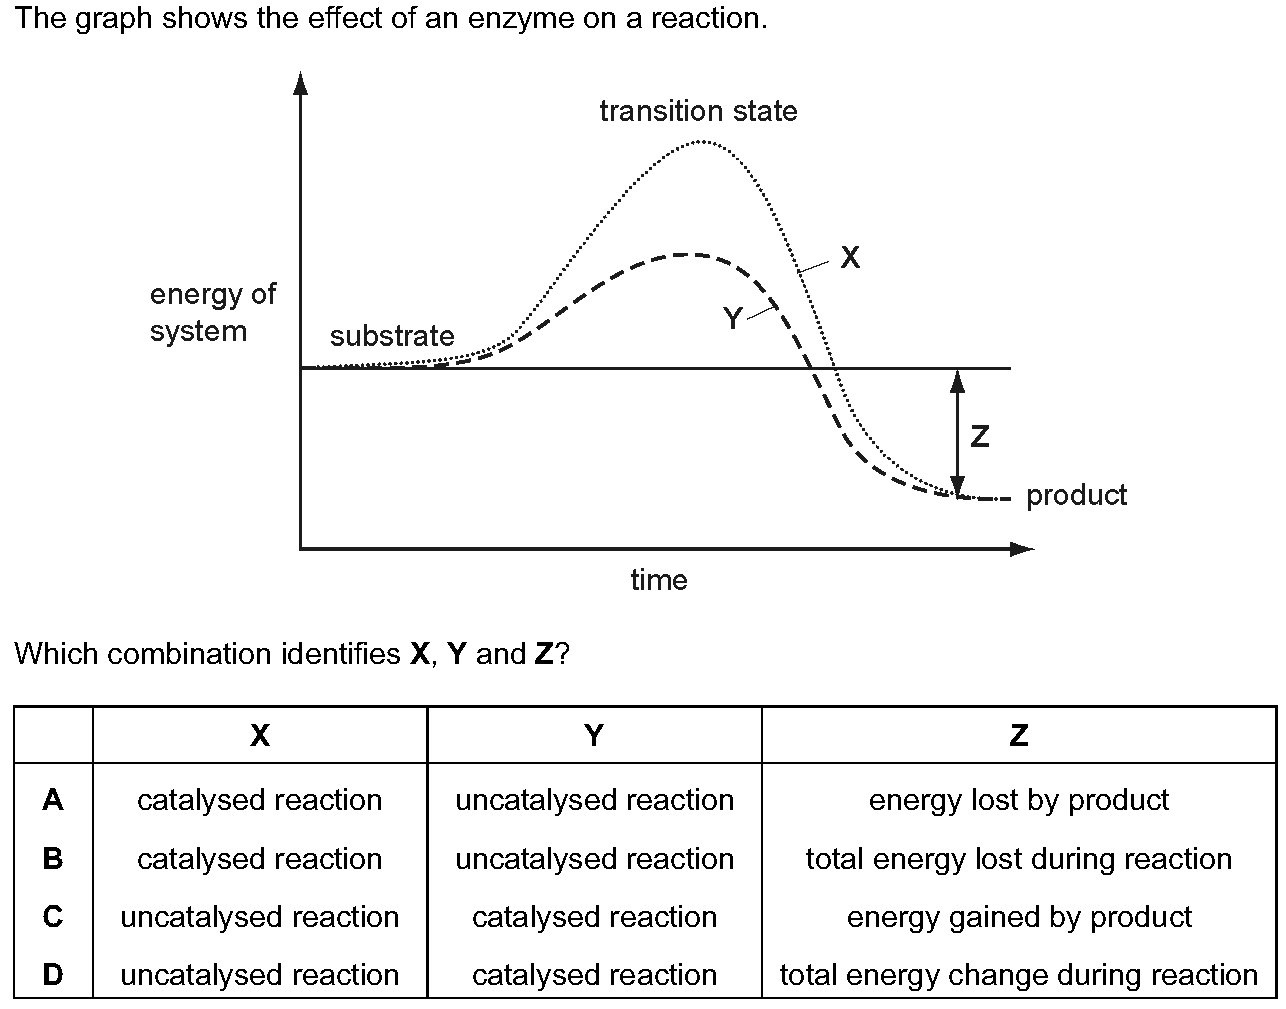 The graph shows the effect of an enzyme on a reaction.
transition state
X
energy of
system
Y
substrate
Z
product
time
Which combination identifies X, Y and Z?
X Y Z
A catalysed reaction uncatalysed reaction energy lost by product
B catalysed reaction uncatalysed reaction total energy lost during reaction
C uncatalysed reaction catalysed reaction energy gained by product
D uncatalysed reaction catalysed reaction total energy change during reaction